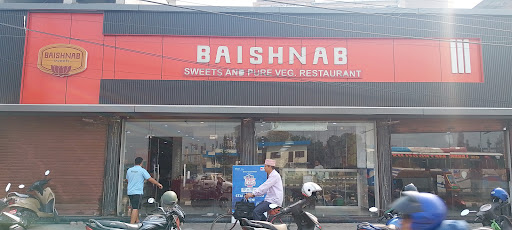 BAISHNAB
BAISHNAB
SWEETS AND PURE VEG. RESTAURANT